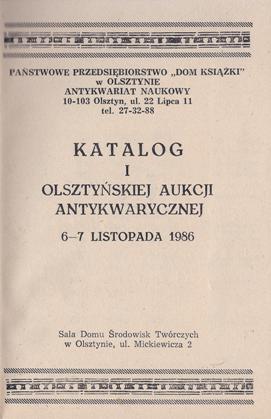 PAŃSTWOWE PRZEDSIĘBIORSTWO „DOM KSIĄŻKI”
w OLSZTYNIE
ANTYKWARIAT NAUKOWY
10-103 Olsztyn, ul. 22 Lipca 11
tel. 27-32-88
KATALOG
I
OLSZTYŃSKIEJ AUKCJI
ANTYKWARYCZNEJ
6—7 LISTOPADA 1986
Sala Domu Środowisk Twórczych
w Olsztynie, ul. Mickiewicza 2